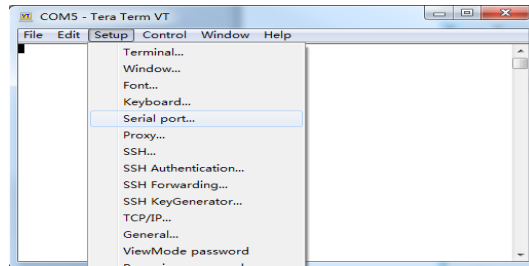 VT COM5 - Tera Term VT
File Edit Setup Control Window Help
Terminal...
Window...
Font...
Keyboard...
Serial port...
Proxy...
SSH...
SSH Authentication...
SSH Forwarding...
SSH KeyGenerator...
TCP/IP...
General...
ViewMode password